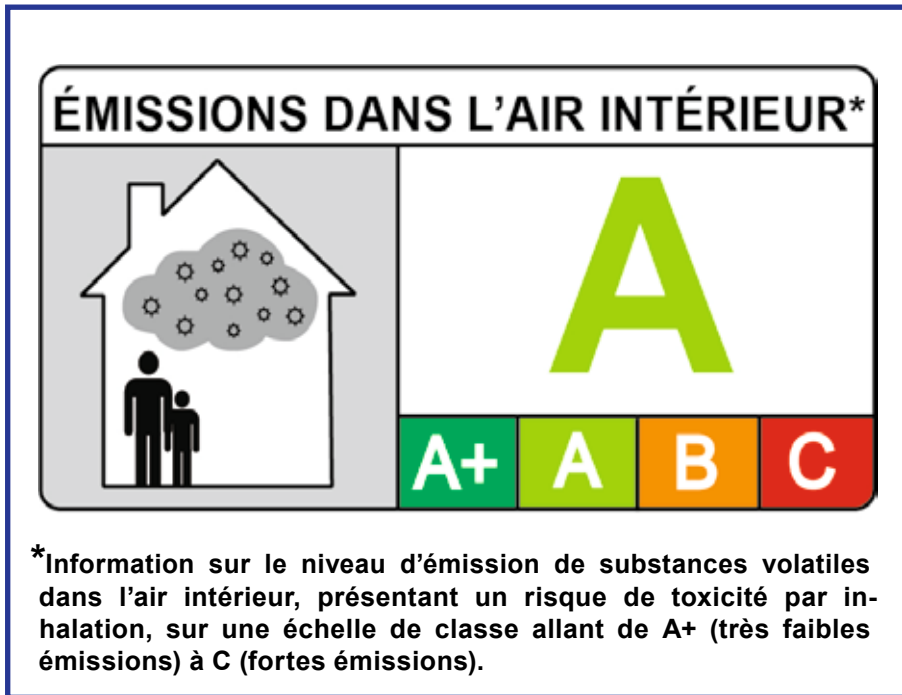 ÉMISSIONS DANS L'AIR INTÉRIEUR*
A
A+ A B C
*Information sur le niveau d'émission de substances volatiles
dans l'air intérieur, présentant un risque de toxicité par in-
halation, sur une échelle de classe allant de A+ (très faibles
émissions) à C (fortes émissions).